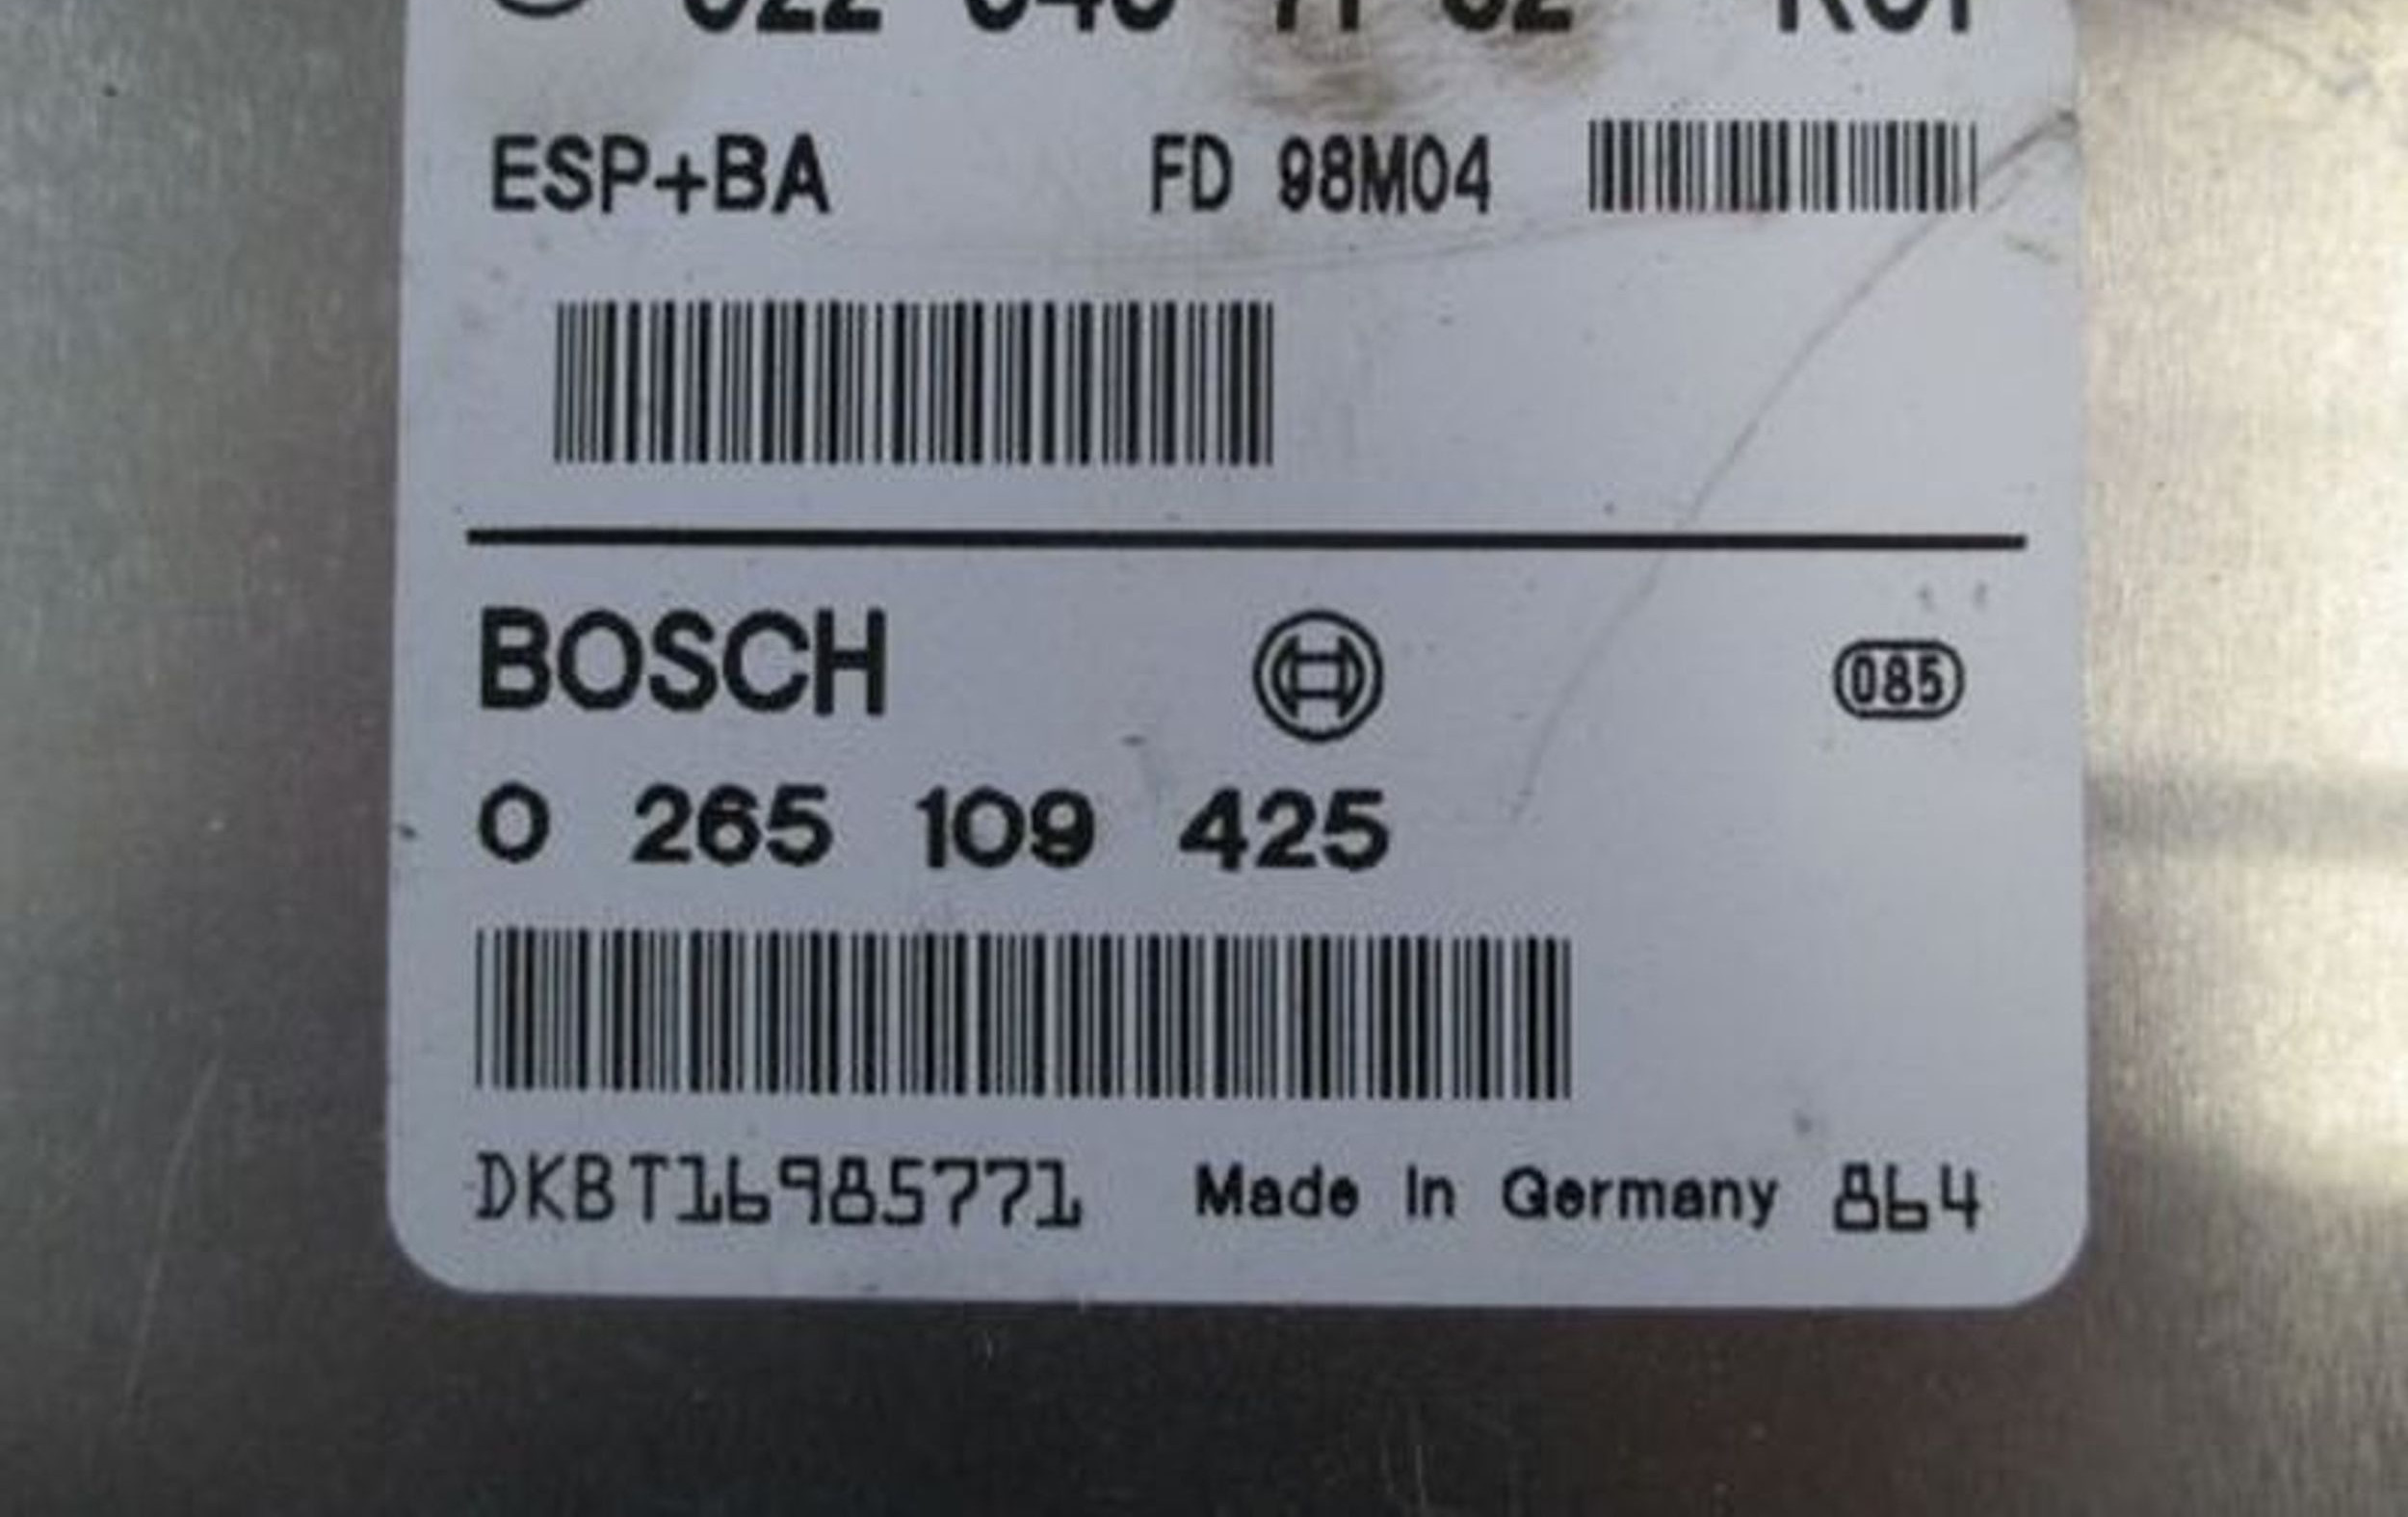 ESP+BA FD 98M04
BOSCH 085
0 265 109 425
DKBT16985771 Made In Germany 864